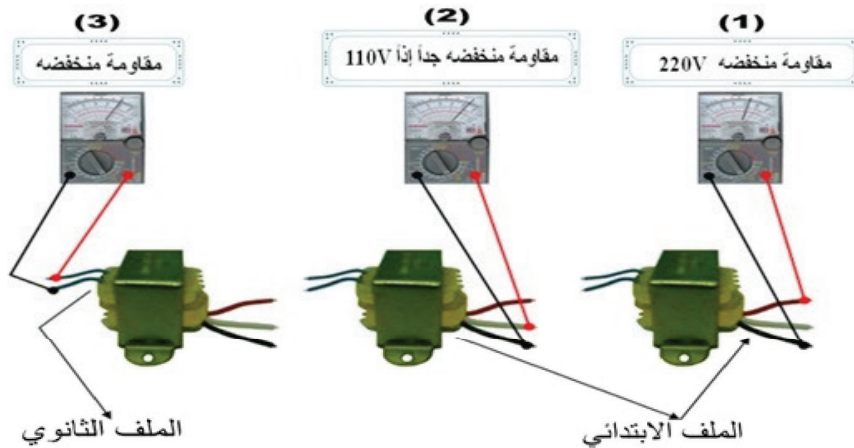 (1)
مقاومة منخفضه 220V
(2)
مقاومة منخفضه جداً إذاً 110V
(3)
مقاومة منخفضه
الملف الابتدائي
الملف الثانوي